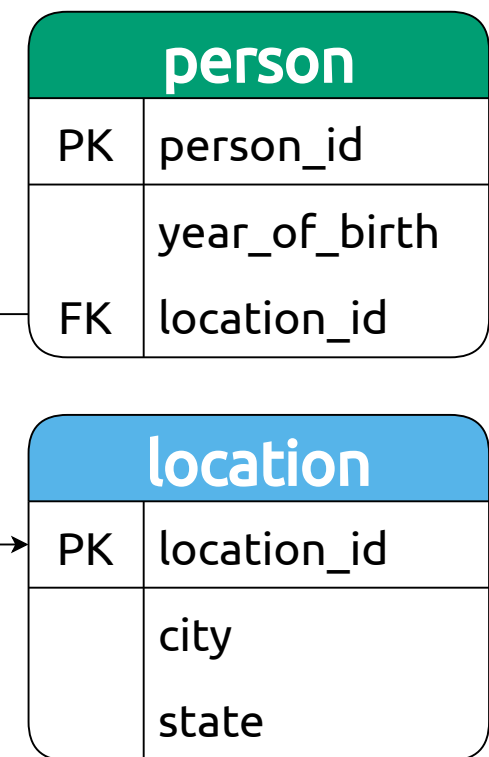 person
PK person_id
year_of_birth
FK location_id
location
PK location_id
city
state